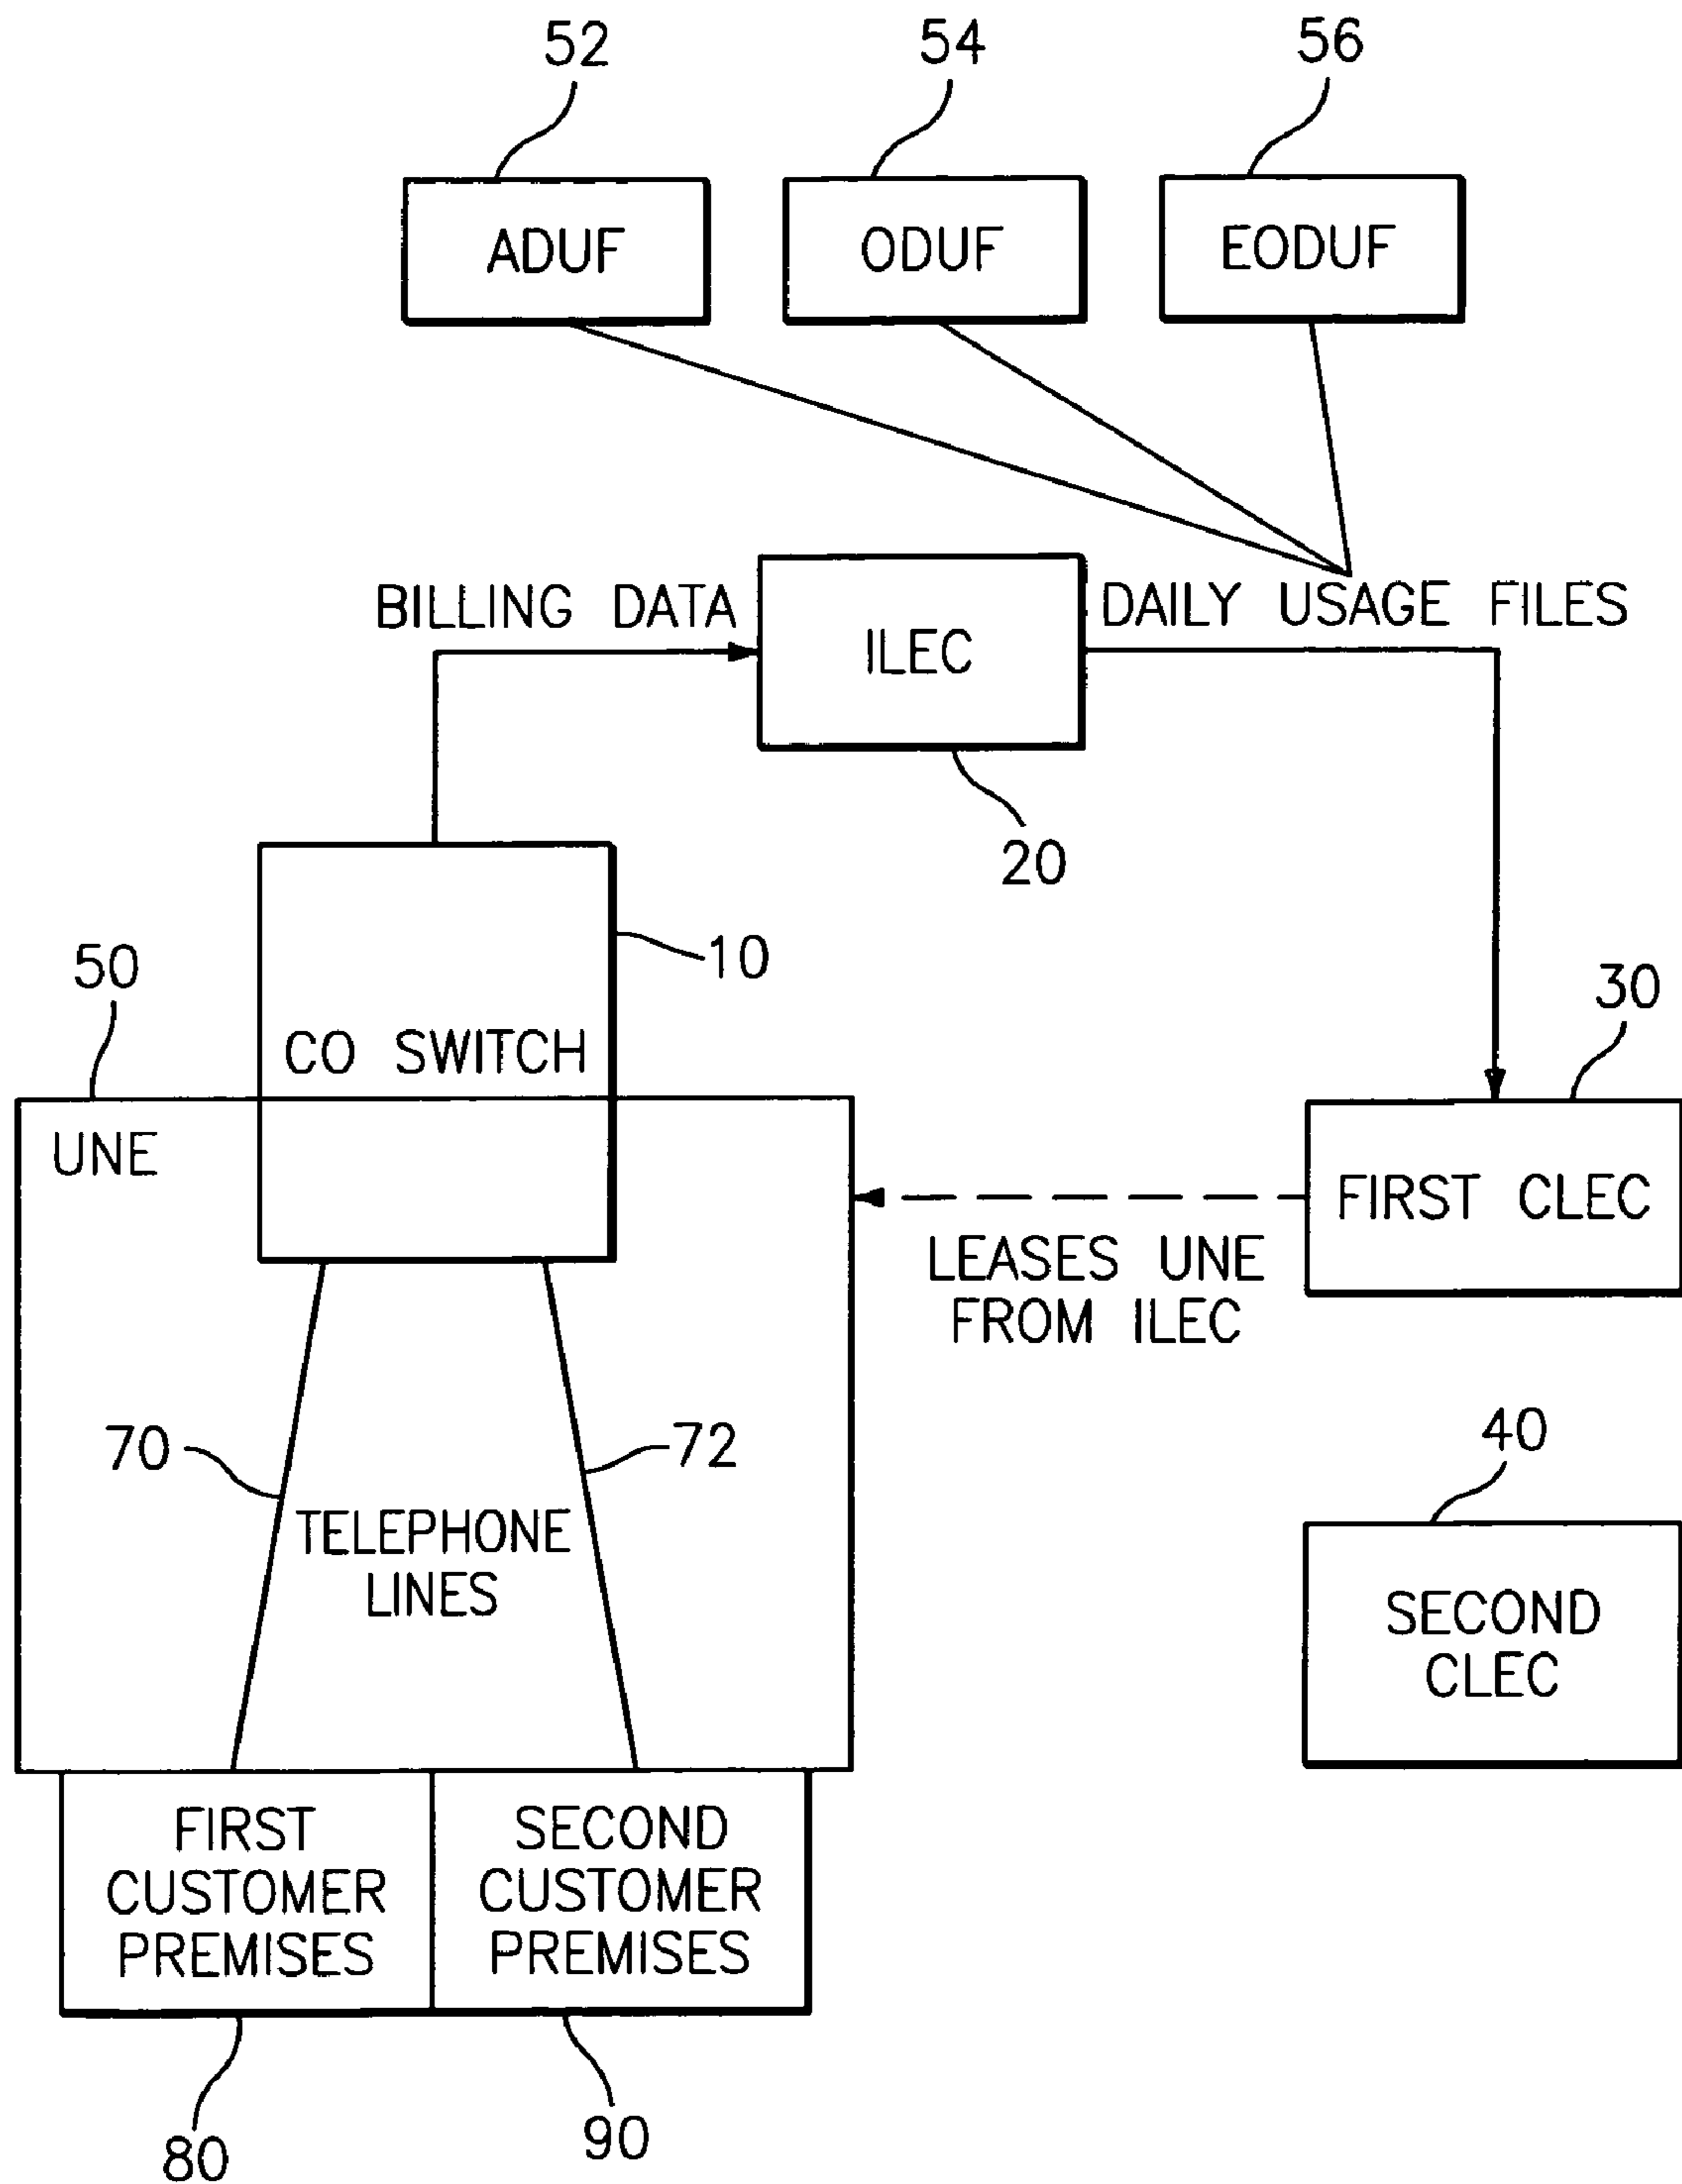 52
54
56
ADUF
ODUF
EODUF
BILLING DATA
ILEC
DAILY USAGE FILES
20
10
50
CO SWITCH
30
UNE
FIRST CLEC
LEASES UNE
FROM ILEC
70
72
40
TELEPHONE
LINES
SECOND
CLEC
FIRST
CUSTOMER
PREMISES
SECOND
CUSTOMER
PREMISES
80
90